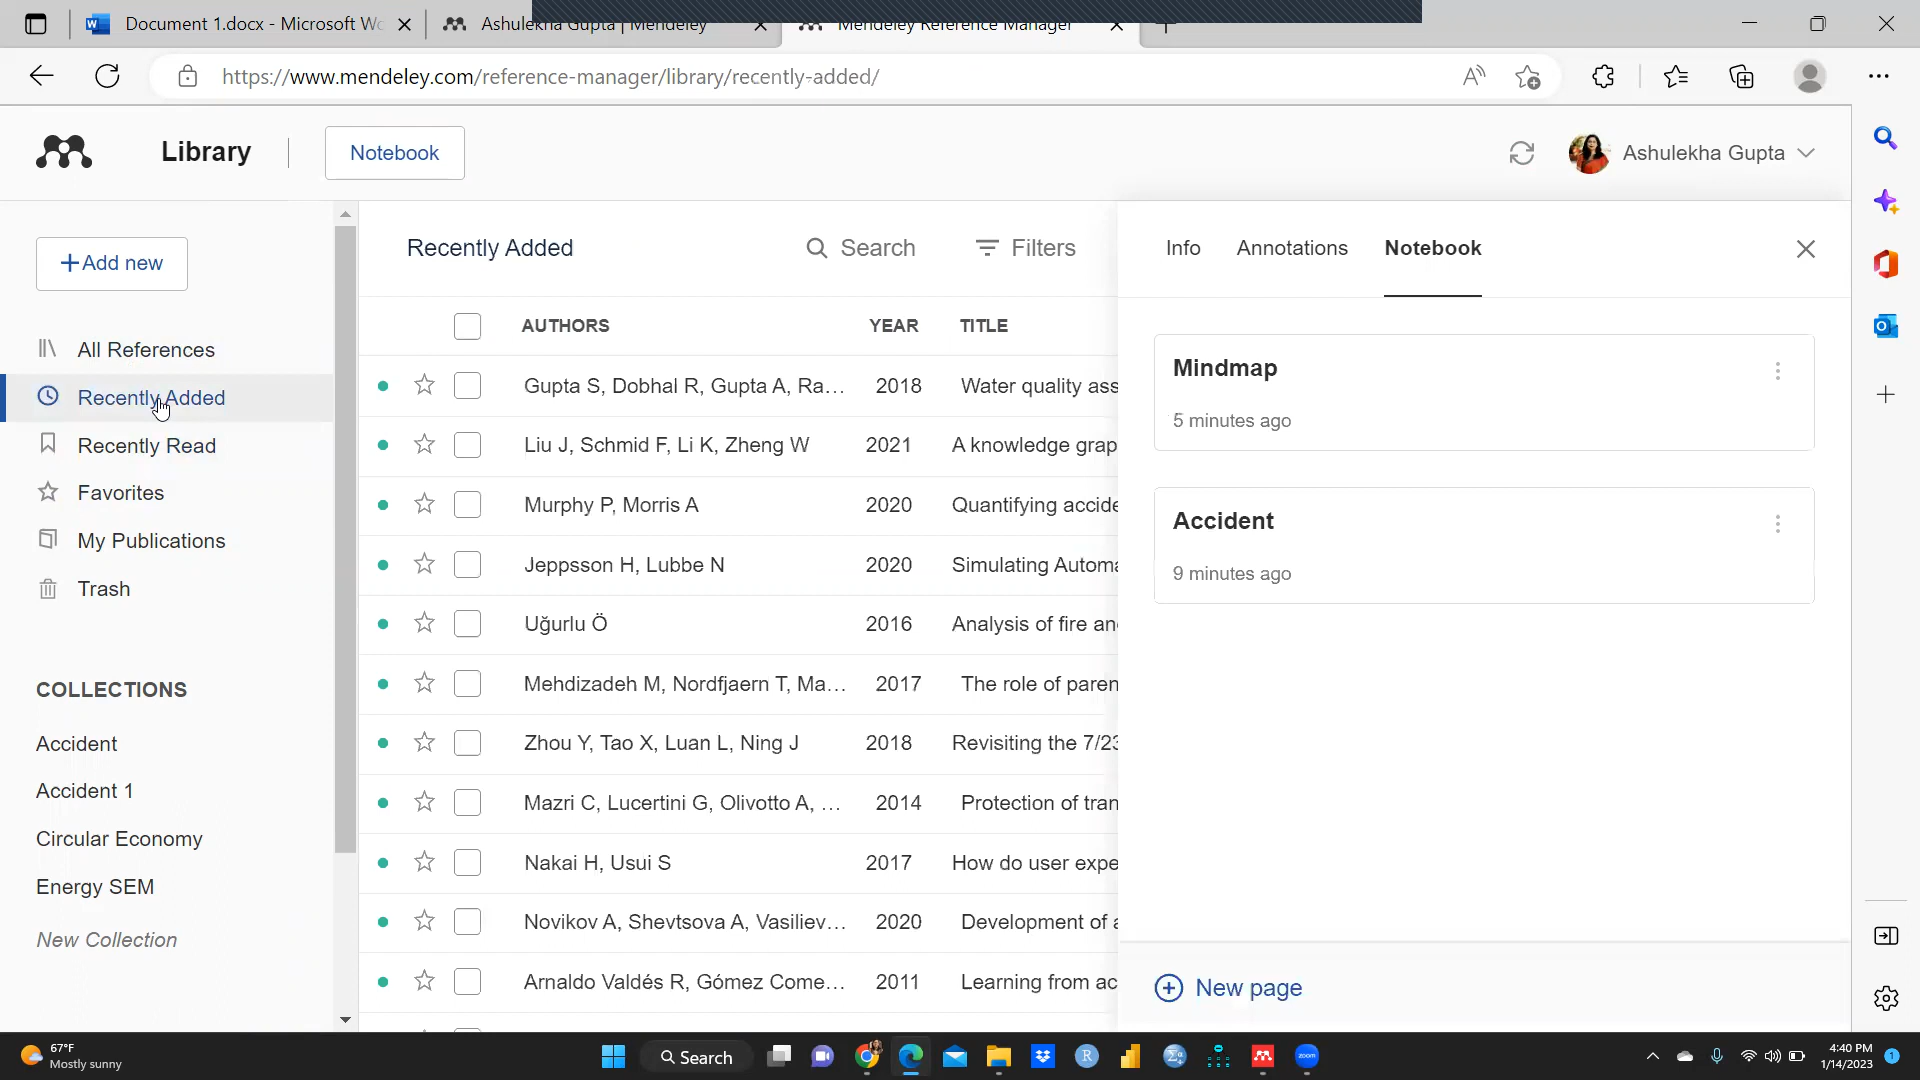 Document 1.docx - Microsoft Wo
Ashulekha Gupta | Mendeley
Mendeley Reference Manager
https://www.mendeley.com/reference-manager/library/recently-added/
Library
Notebook
Ashulekha Gupta
+Add new
All References
Recently Added
Recently Read
Favorites
My Publications
Trash
COLLECTIONS
Accident
Accident 1
Circular Economy
Energy SEM
New Collection
Recently Added
Search
Filters
AUTHORS YEAR TITLE
Gupta S, Dobhal R, Gupta A, Ra... 2018 Water quality ass
Liu J, Schmid F, Li K, Zheng W 2021 A knowledge grap
Murphy P, Morris A 2020 Quantifying accide
Jeppsson H, Lubbe N 2020 Simulating Automa
Uğurlu Ö 2016 Analysis of fire an
Mehdizadeh M, Nordfjaern T, Ma... 2017 The role of paren
Zhou Y, Tao X, Luan L, Ning J 2018 Revisiting the 7/23
Mazri C, Lucertini G, Olivotto A, ... 2014 Protection of tran
Nakai H, Usui S 2017 How do user expe
Novikov A, Shevtsova A, Vasiliev... 2020 Development of a
Arnaldo Valdés R, Gómez Come... 2011 Learning from ac
Info Annotations Notebook
Mindmap
5 minutes ago
Accident
9 minutes ago
New page
67°F
Mostly sunny
Search
zoom
4:40 PM
1/14/2023
1